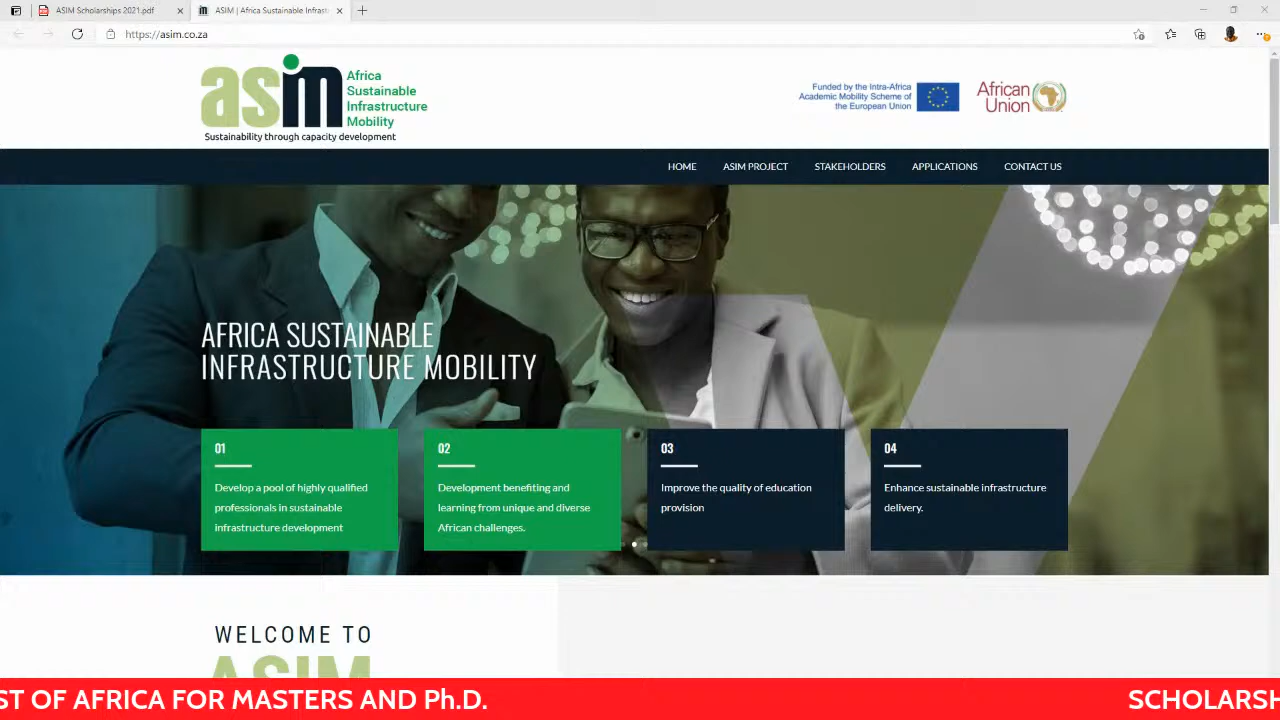 ASIM Scholarships 2021.pdf
ASIM | Africa Sustainable Infrast
https://asim.co.za
asim
Africa
Sustainable
Infrastructure
Mobility
Sustainability through capacity development
Funded by the Intra-Africa
Academic Mobility Scheme of
the European Union
African
Union
HOME
ASIM PROJECT
STAKEHOLDERS
APPLICATIONS
CONTACT US
AFRICA SUSTAINABLE
INFRASTRUCTURE MOBILITY
01
Develop a pool of highly qualified
professionals in sustainable
infrastructure development
02
Development benefiting and
learning from unique and diverse
African challenges.
03
Improve the quality of education
provision
04
Enhance sustainable infrastructure
delivery.
WELCOME TO
ASIM
ST OF AFRICA FOR MASTERS AND Ph.D.
SCHOLARSH